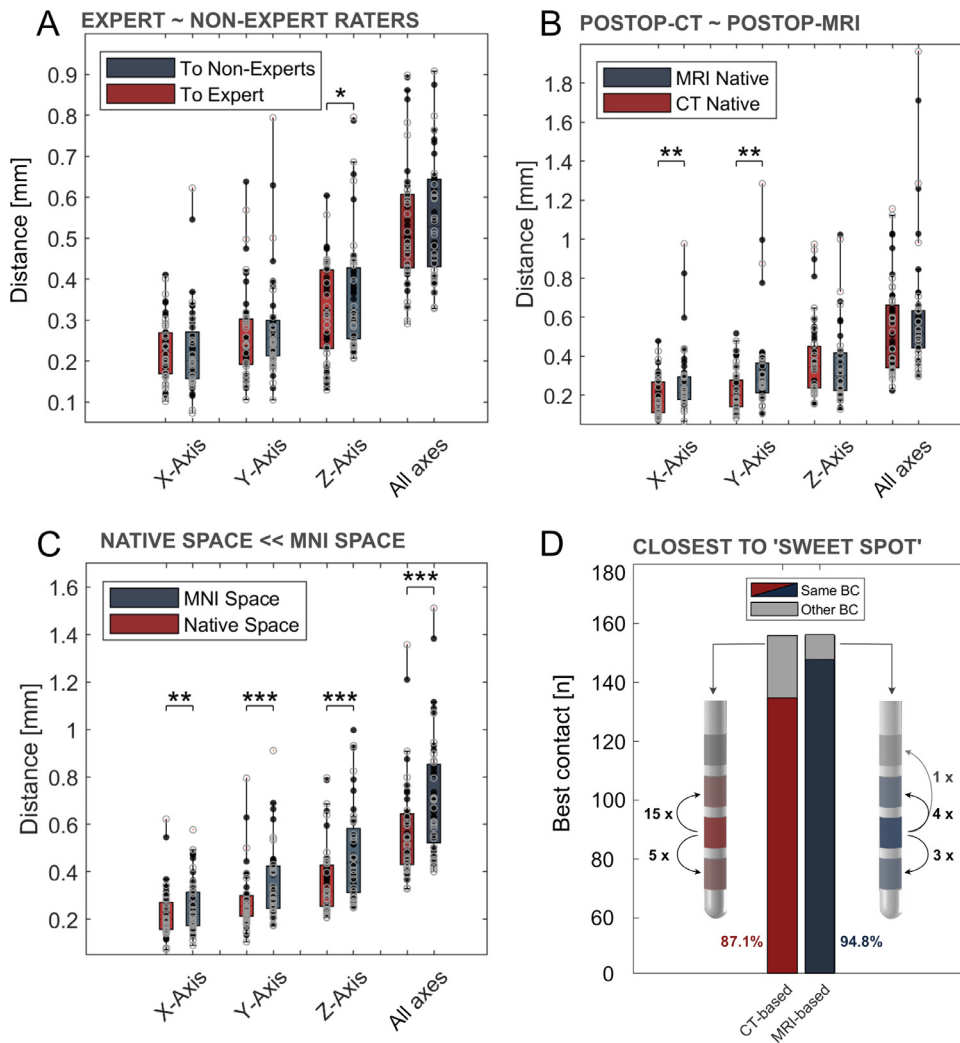 A
EXPERT ~ NON-EXPERT RATERS
To Non-Experts
To Expert
*
Distance [mm]
0.9
0.8
0.7
0.6
0.5
0.4
0.3
0.2
0.1
X-Axis
Y-Axis
Z-Axis
All axes
B
POSTOP-CT ~ POSTOP-MRI
MRI Native
CT Native
**
**
Distance [mm]
1.8
1.6
1.4
1.2
1
0.8
0.6
0.4
0.2
X-Axis
Y-Axis
Z-Axis
All axes
C
NATIVE SPACE << MNI SPACE
MNI Space
Native Space
**
***
***
***
Distance [mm]
1.6
1.4
1.2
1
0.8
0.6
0.4
0.2
X-Axis
Y-Axis
Z-Axis
All axes
D
CLOSEST TO 'SWEET SPOT'
Same BC
Other BC
Best contact [n]
180
160
140
120
100
80
60
0
15 x
5 x
1 x
4 x
3 x
87.1%
94.8%
CT-based
MRI-based